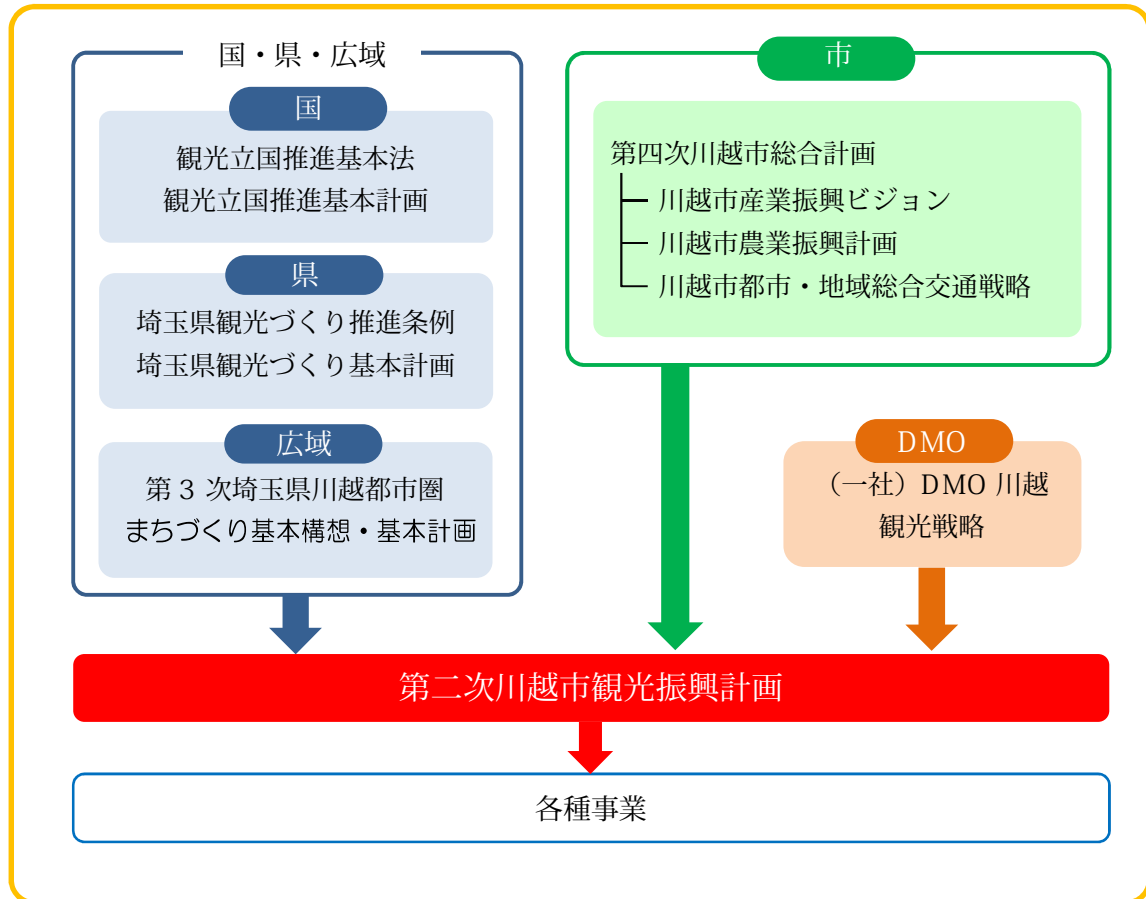 国・県・広域
国
観光立国推進基本法
観光立国推進基本計画
県
埼玉県観光づくり推進条例
埼玉県観光づくり基本計画
広域
第3 次埼玉県川越都市圏
まちづくり基本構想・基本計画
市
第四次川越市総合計画
川越市産業振興ビジョン
川越市農業振興計画
川越市都市・地域総合交通戦略
DMO
（一社）DMO 川越
観光戦略
第二次川越市観光振興計画
各種事業